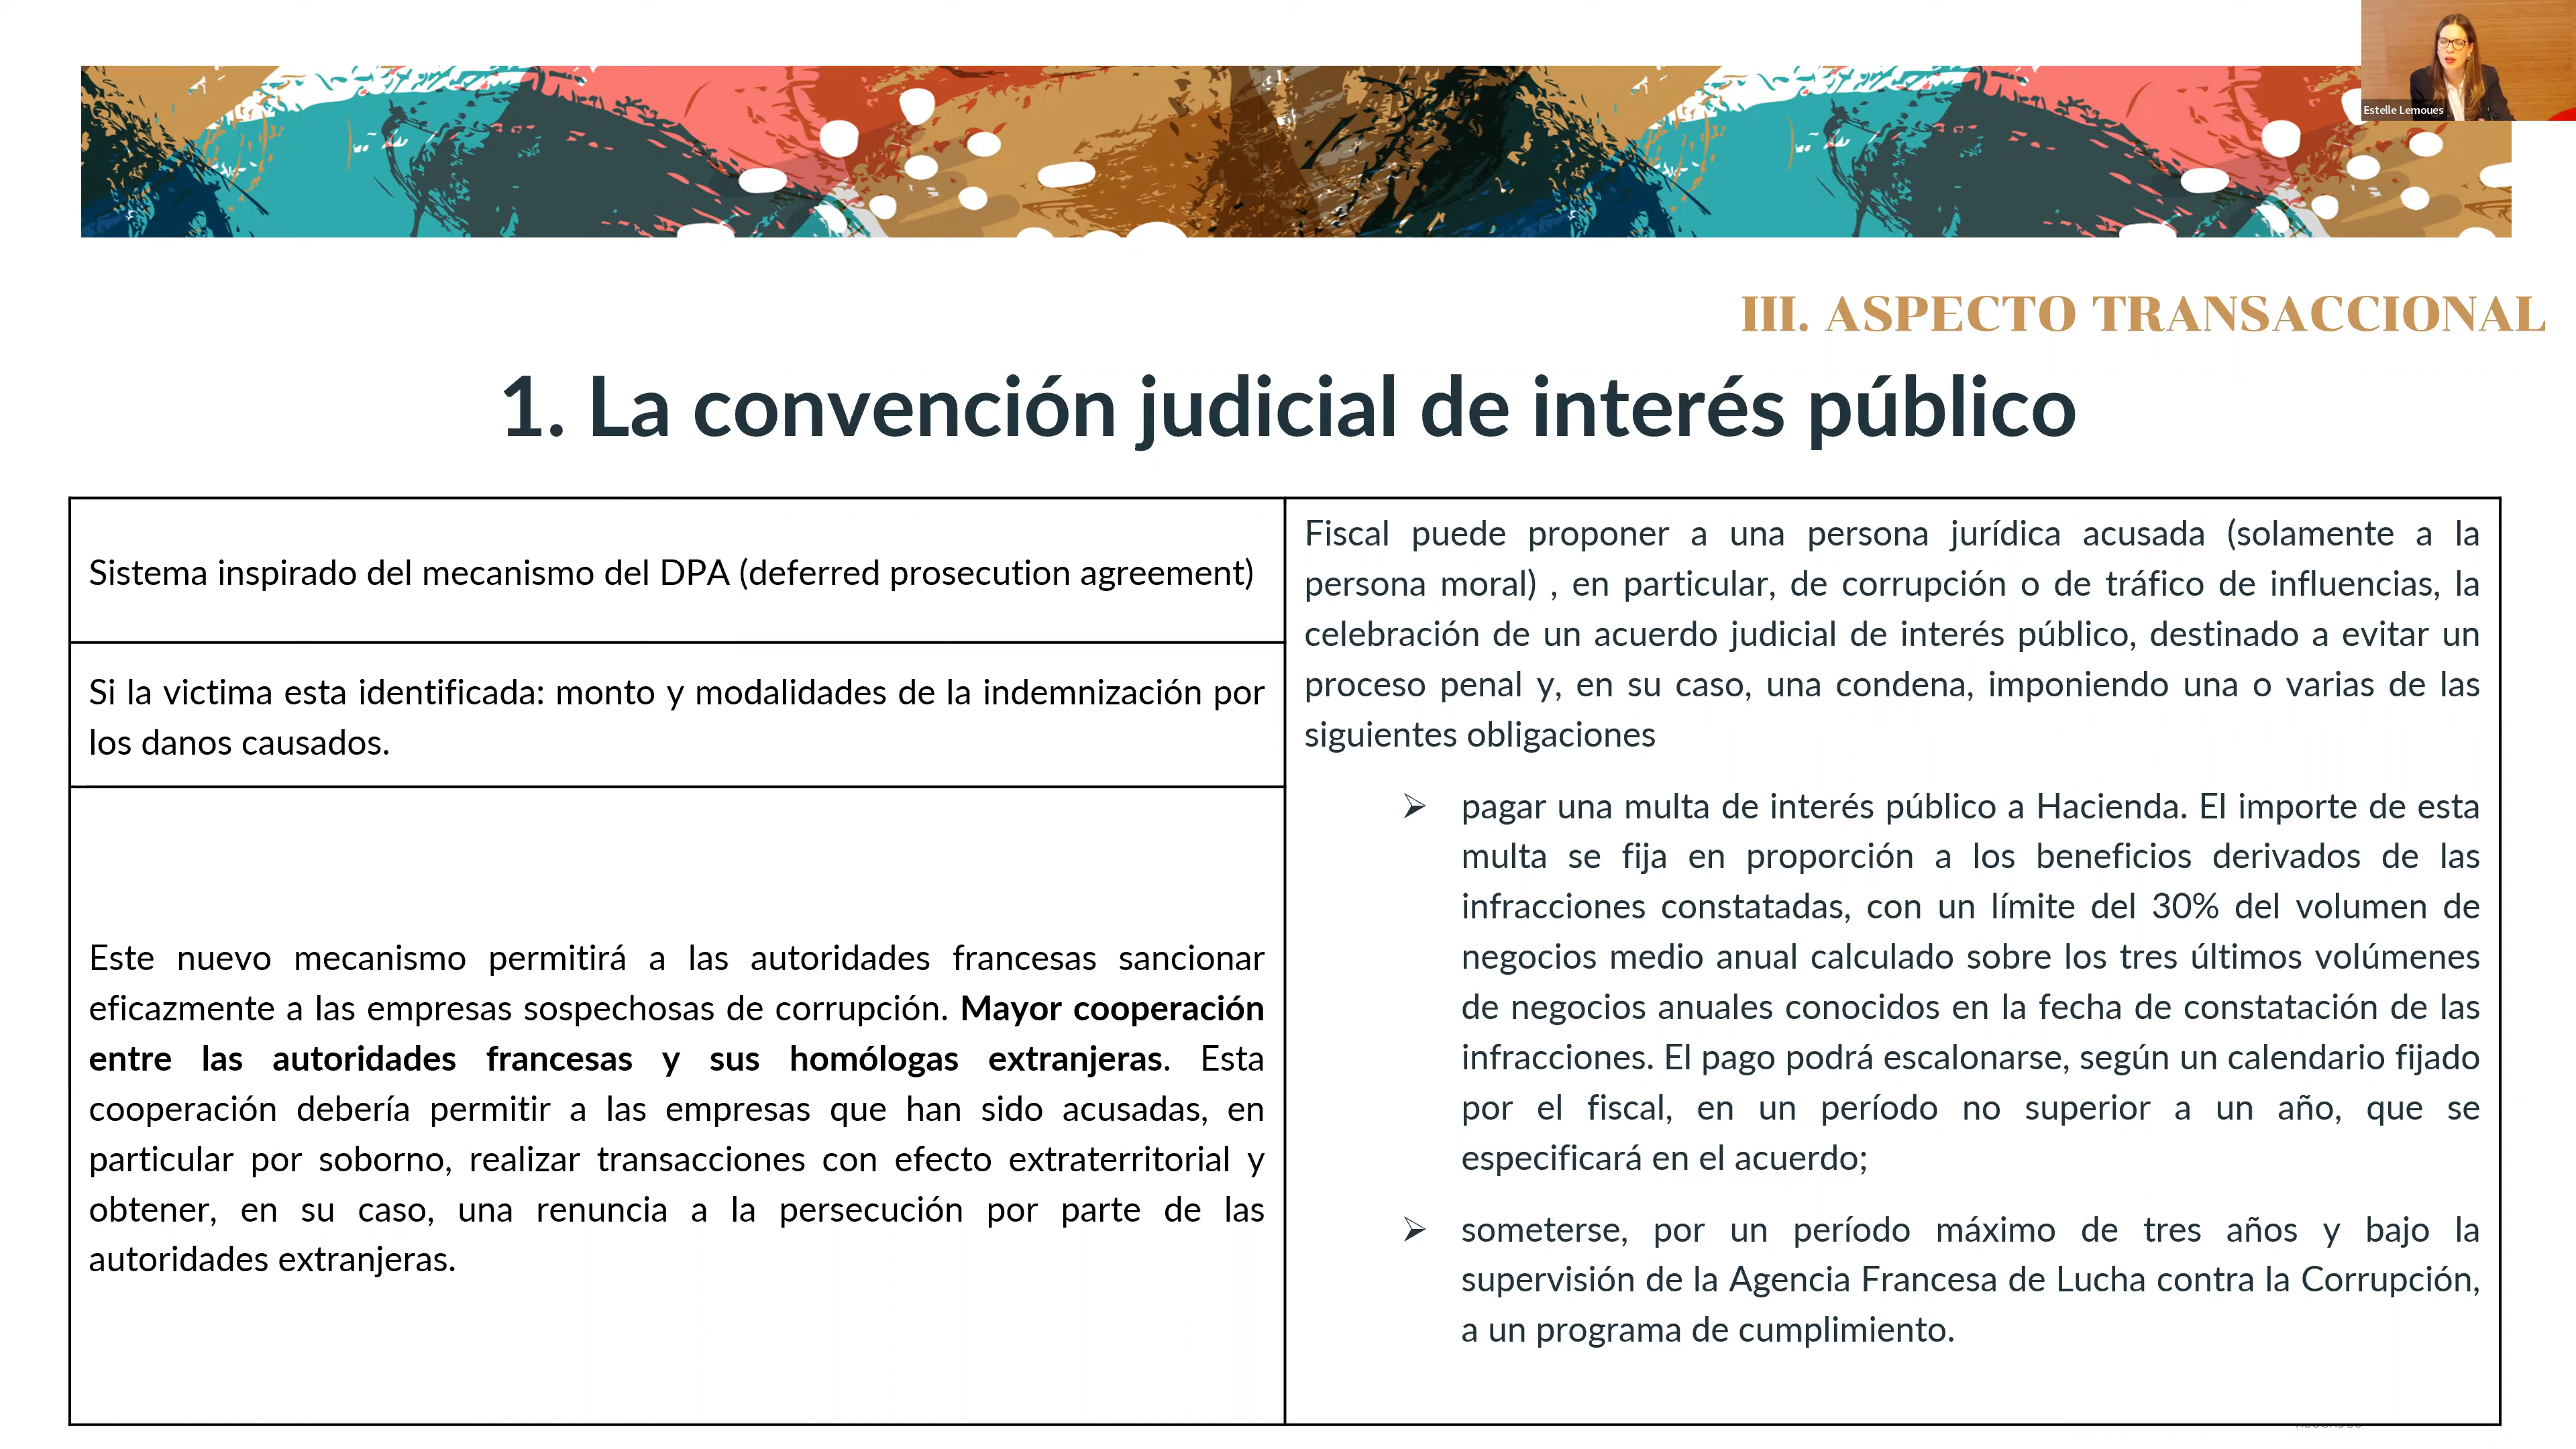 Estelle Lemoues
III. ASPECTO TRANSACCIONAL
1. La convención judicial de interés público
Sistema inspirado del mecanismo del DPA (deferred prosecution agreement)
Si la victima esta identificada: monto y modalidades de la indemnización por
los danos causados.
Este nuevo mecanismo permitirá a las autoridades francesas sancionar
eficazmente a las empresas sospechosas de corrupción. Mayor cooperación
entre las autoridades francesas y sus homólogas extranjeras. Esta
cooperación debería permitir a las empresas que han sido acusadas, en
particular por soborno, realizar transacciones con efecto extraterritorial y
obtener, en su caso, una renuncia a la persecución por parte de las
autoridades extranjeras.
Fiscal puede proponer a una persona jurídica acusada (solamente a la
persona moral) , en particular, de corrupción o de tráfico de influencias, la
celebración de un acuerdo judicial de interés público, destinado a evitar un
proceso penal y, en su caso, una condena, imponiendo una o varias de las
siguientes obligaciones
➢ pagar una multa de interés público a Hacienda. El importe de esta
multa se fija en proporción a los beneficios derivados de las
infracciones constatadas, con un límite del 30% del volumen de
negocios medio anual calculado sobre los tres últimos volúmenes
de negocios anuales conocidos en la fecha de constatación de las
infracciones. El pago podrá escalonarse, según un calendario fijado
por el fiscal, en un período no superior a un año, que se
especificará en el acuerdo;
➢ someterse, por un período máximo de tres años y bajo la
supervisión de la Agencia Francesa de Lucha contra la Corrupción,
a un programa de cumplimiento.